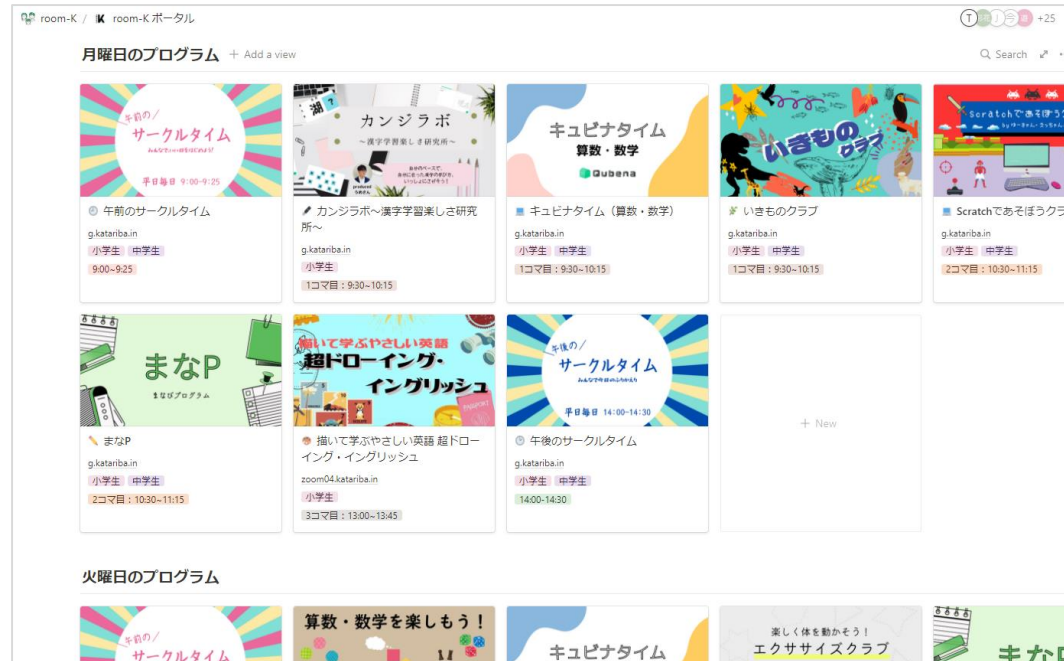 room-K / K room-K ポータル
T
+25
月曜日のプログラム + Add a view
Search
午前の/
サークルタイム
平日毎日 9:00-9:25
午前のサークルタイム
g.katariba.in
小学生 中学生
9:00~9:25
湖
?
カンジラボ
~漢字学習楽しさ研究所~
カンジラボ~漢字学習楽しさ研究
所~
g.katariba.in
小学生
1コマ目:9:30~10:15
キュビナタイム
算数・数学
Qubena
キュビナタイム(算数・数学)
g.katariba.in
小学生 中学生
1コマ目:9:30~10:15
いきもの
クラブ
いきものクラブ
g.katariba.in
小学生 中学生
1コマ目:9:30~10:15
Scratchであそぼうク
Scratchであそぼうクラ
g.katariba.in
小学生 中学生
2コマ目:10:30~11:15
まなP
まなびプログラム
まなP
g.katariba.in
小学生 中学生
2コマ目:10:30~11:15
描いて学ぶやさしい英語
超ドローイング・
イングリッシュ
描いて学ぶやさしい英語 超ドロー
イング・イングリッシュ
zoom04.katariba.in
小学生
3コマ目:13:00~13:45
午後の/
サークルタイム
みんなで今日のふりかえり
平日毎日 14:00-14:30
午後のサークルタイム
g.katariba.in
小学生 中学生
14:00-14:30
+ New
火曜日のプログラム
午前の/
サークルタイム
算数・数学を楽しもう!
キュビナタイム
楽しく体を動かそう!
エクササイズクラブ
まなP